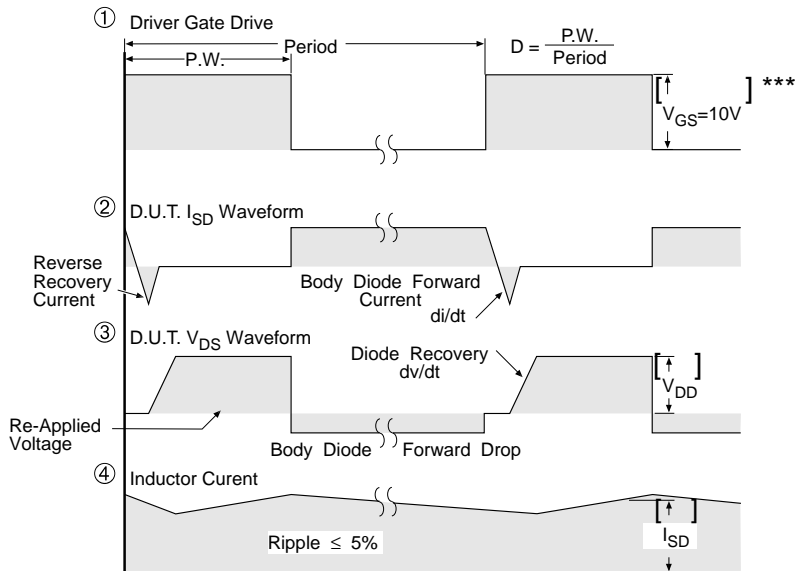 ① Driver Gate Drive
Period
P.W.
D = P.W.
Period
[ ] ***
V_GS=10V
② D.U.T. I_SD Waveform
Reverse
Recovery
Current
Body Diode Forward
Current
di/dt
③ D.U.T. V_DS Waveform
Diode Recovery
dv/dt
[ ]
V_DD
Re-Applied
Voltage
Body Diode Forward Drop
④ Inductor Curent
[ ]
Ripple ≤ 5%
I_SD